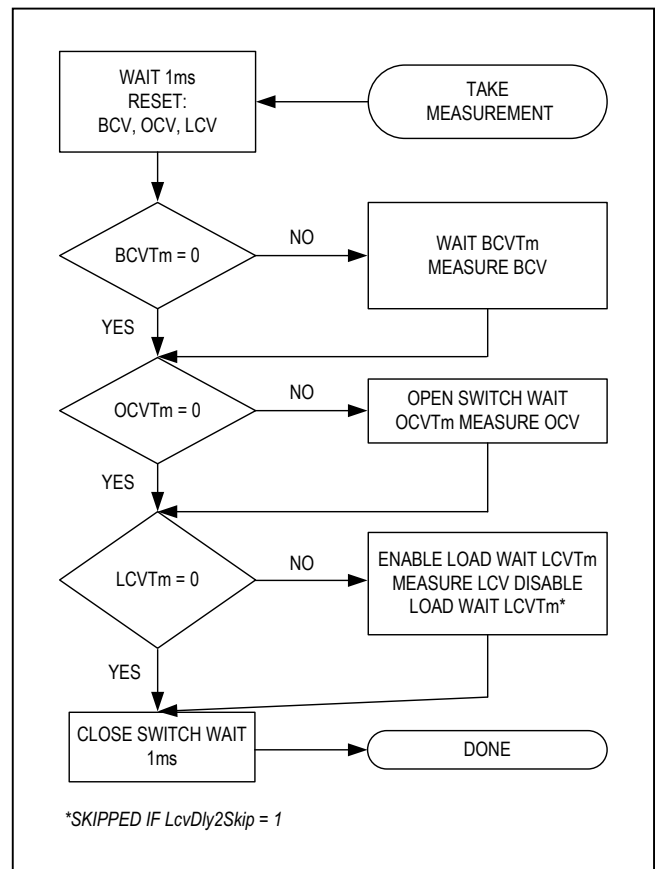 WAIT 1ms
RESET:
BCV, OCV, LCV
TAKE
MEASUREMENT
BCVTm = 0
NO
WAIT BCVTm
MEASURE BCV
YES
OCVTm = 0
NO
OPEN SWITCH WAIT
OCVTm MEASURE OCV
YES
LCVTm = 0
NO
ENABLE LOAD WAIT LCVTm
MEASURE LCV DISABLE
LOAD WAIT LCVTm*
YES
CLOSE SWITCH WAIT
1ms
DONE
*SKIPPED IF LcvDly2Skip = 1